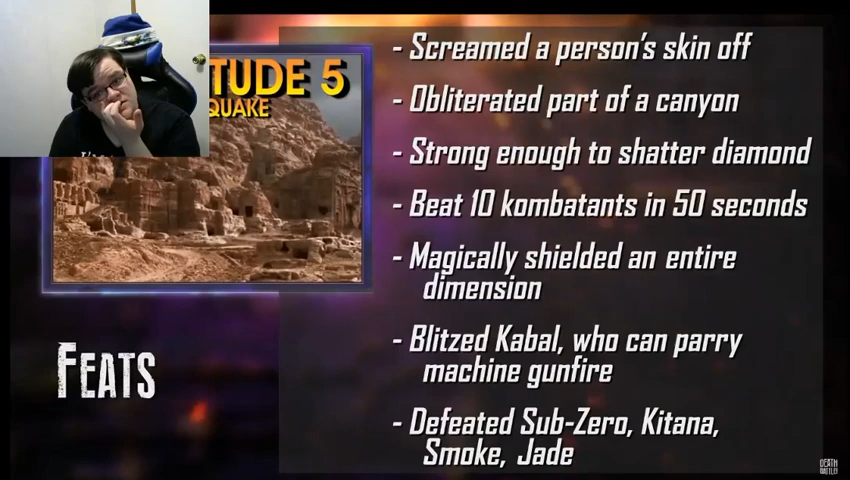 TUDE 5
QUAKE
- Screamed a person's skin off
- Obliterated part of a canyon
- Strong enough to shatter diamond
- Beat 10 kombatants in 50 seconds
- Magically shielded an entire
dimension
- Blitzed Kabal, who can parry
machine gunfire
- Defeated Sub-Zero, Kitana,
Smoke, Jade
FEATS
DEATH
BATTLE!